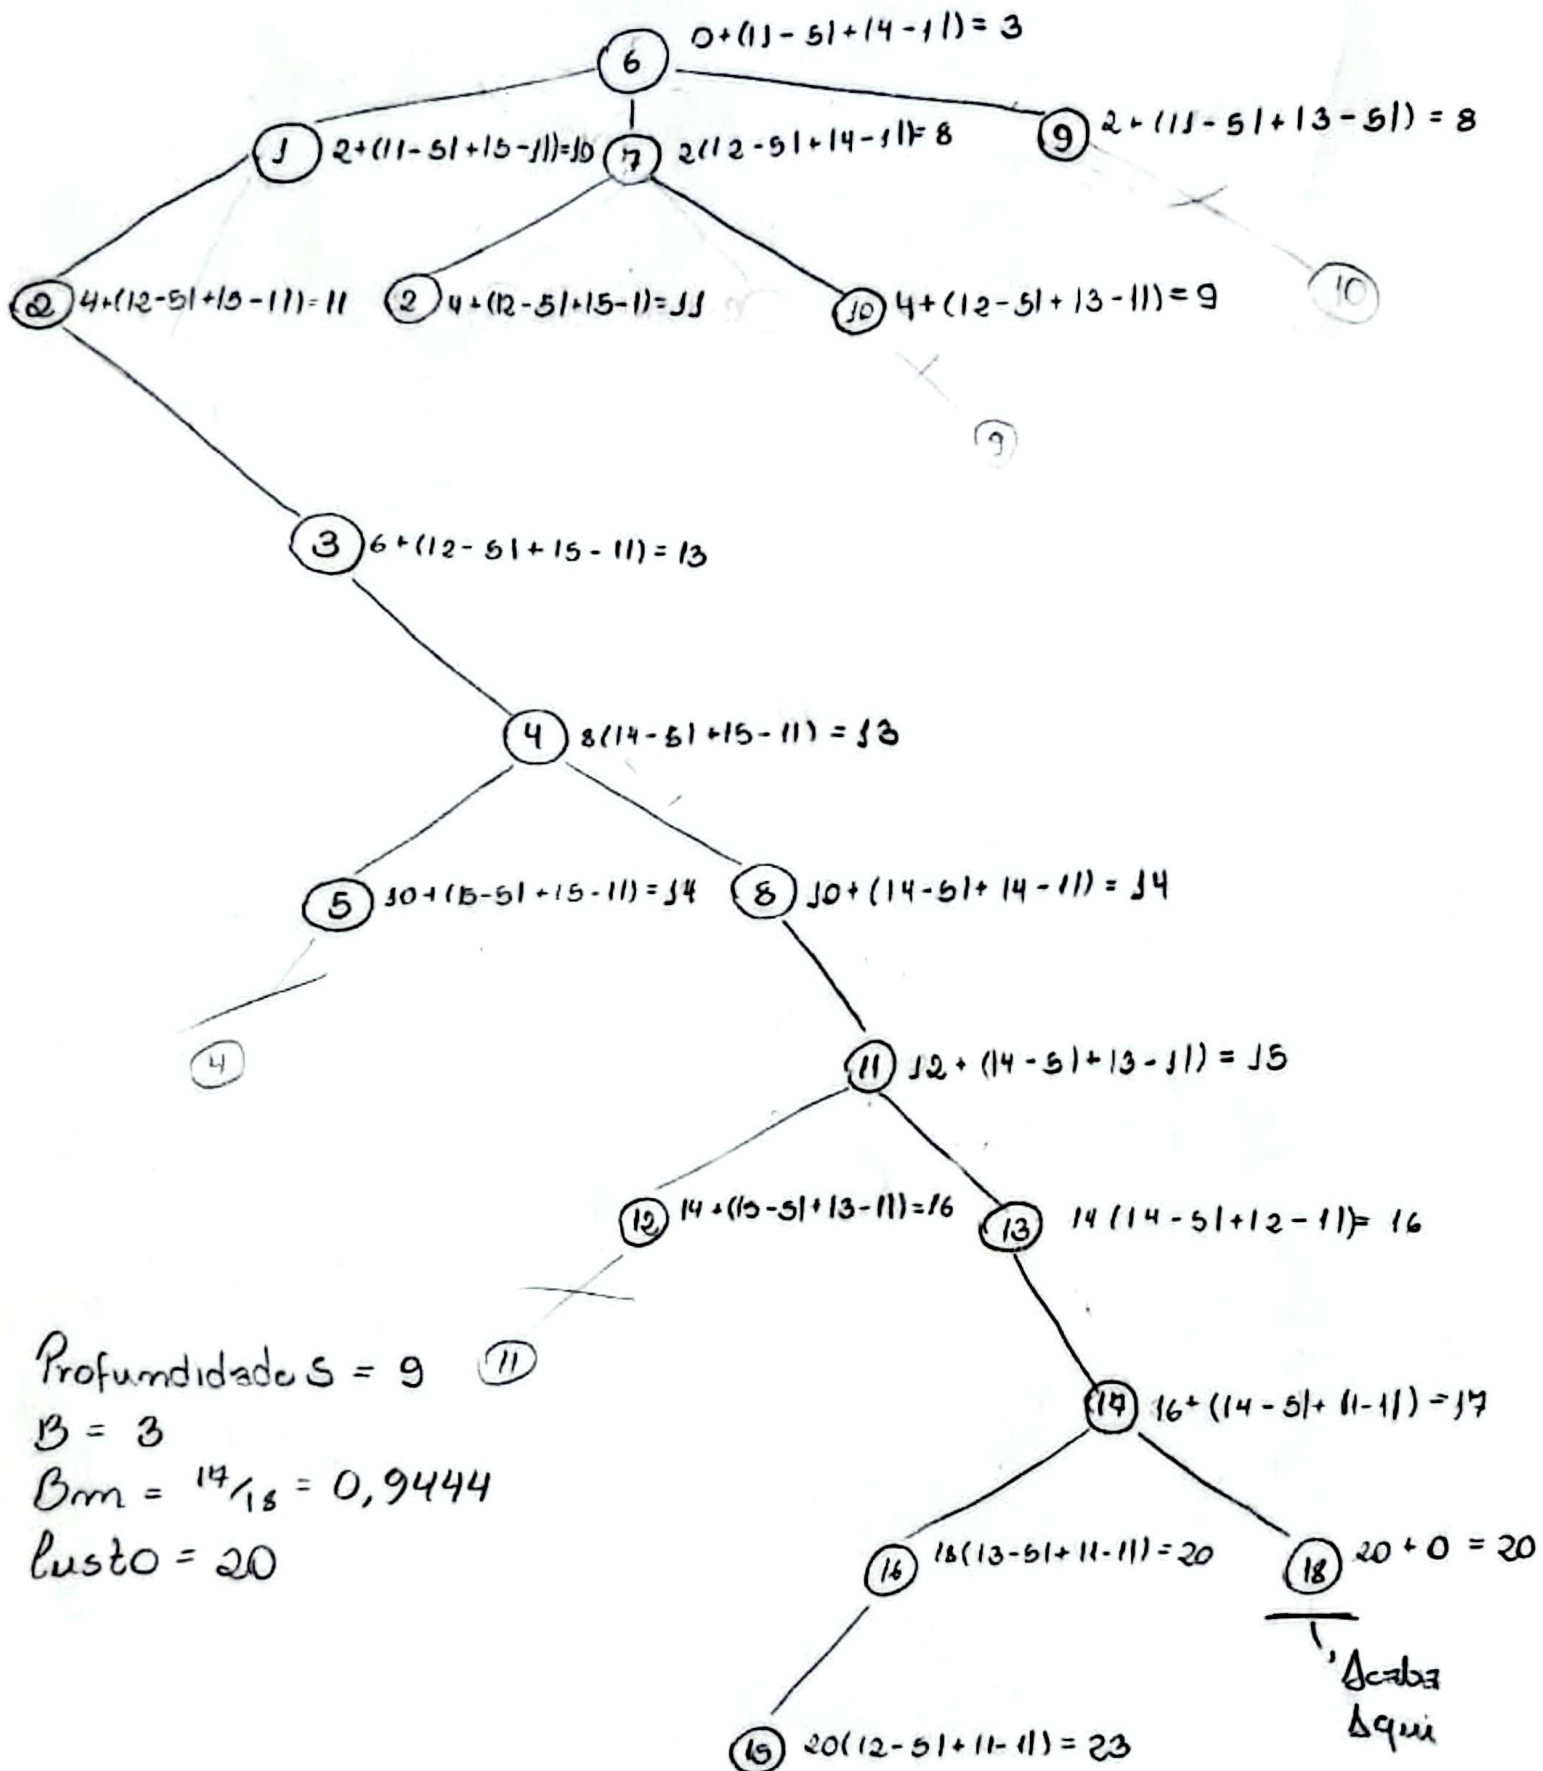 6 0+(|1-5|+|4-1|)=3
1 2+(|1-5|+|5-1|)=10 7 2(|2-5|+|4-1|)=8 9 2+(|1-5|+|3-5|)=8
2 4+(|2-5|+|5-1|)=11 2 4+(|2-5|+|5-1)=11 10 4+(|2-5|+|3-1|)=9 10
9
3 6+(|2-5|+|5-1|)=13
4 8(|4-5|+|5-1|)=13
5 10+(|5-5|+|5-1|)=14 8 10+(|4-5|+|4-1|)=14
4 11 12+(|4-5|+|3-1|)=15
12 14+(|5-5|+|3-1|)=16 13 14(|4-5|+|2-1|)=16
11
Profundidade S = 9
17 16+(|4-5|+|1-1|)=17
B = 3
Bm = 17/18 = 0,9444
Custo = 20
16 18(|3-5|+|1-1|)=20 18 20+0=20
Acaba
Aqui
15 20(|2-5|+|1-1|)=23